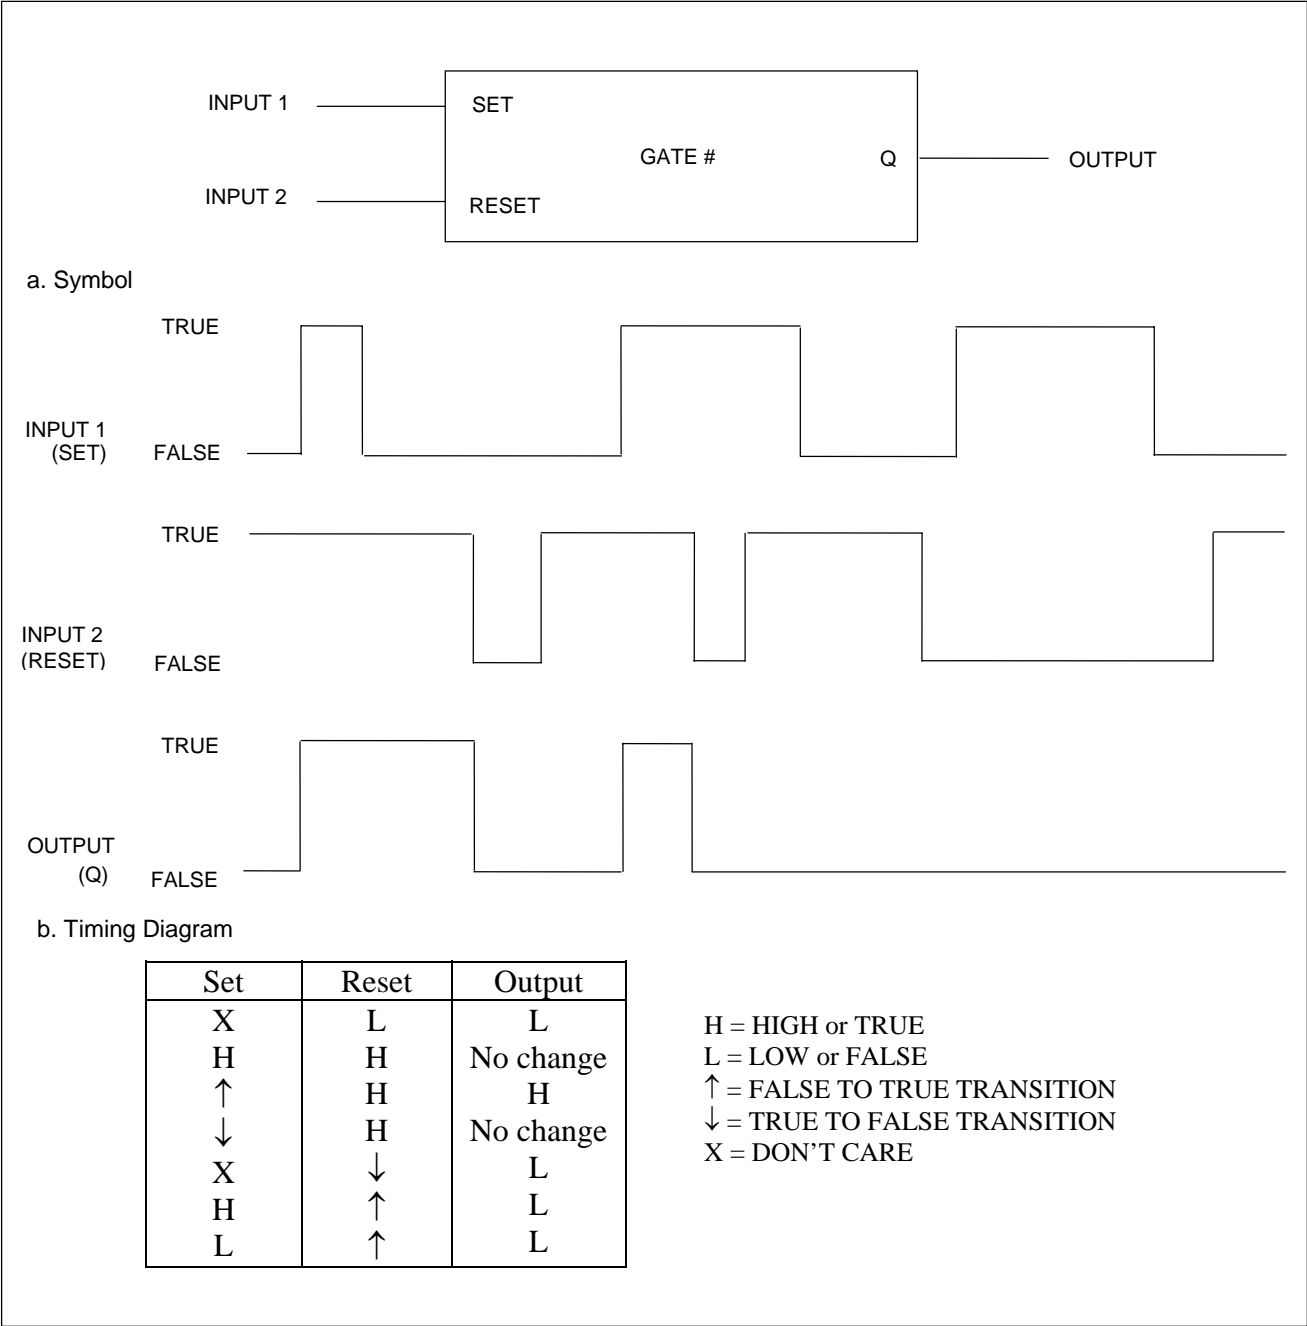 INPUT 1
SET
GATE #
Q
OUTPUT
INPUT 2
RESET
a. Symbol
TRUE
INPUT 1
(SET)
FALSE
TRUE
INPUT 2
(RESET)
FALSE
TRUE
OUTPUT
(Q)
FALSE
b. Timing Diagram
Set Reset Output
X L L
H H No change
↑ H H
↓ H No change
X ↓ L
H ↑ L
L ↑ L
H = HIGH or TRUE
L = LOW or FALSE
↑ = FALSE TO TRUE TRANSITION
↓ = TRUE TO FALSE TRANSITION
X = DON'T CARE